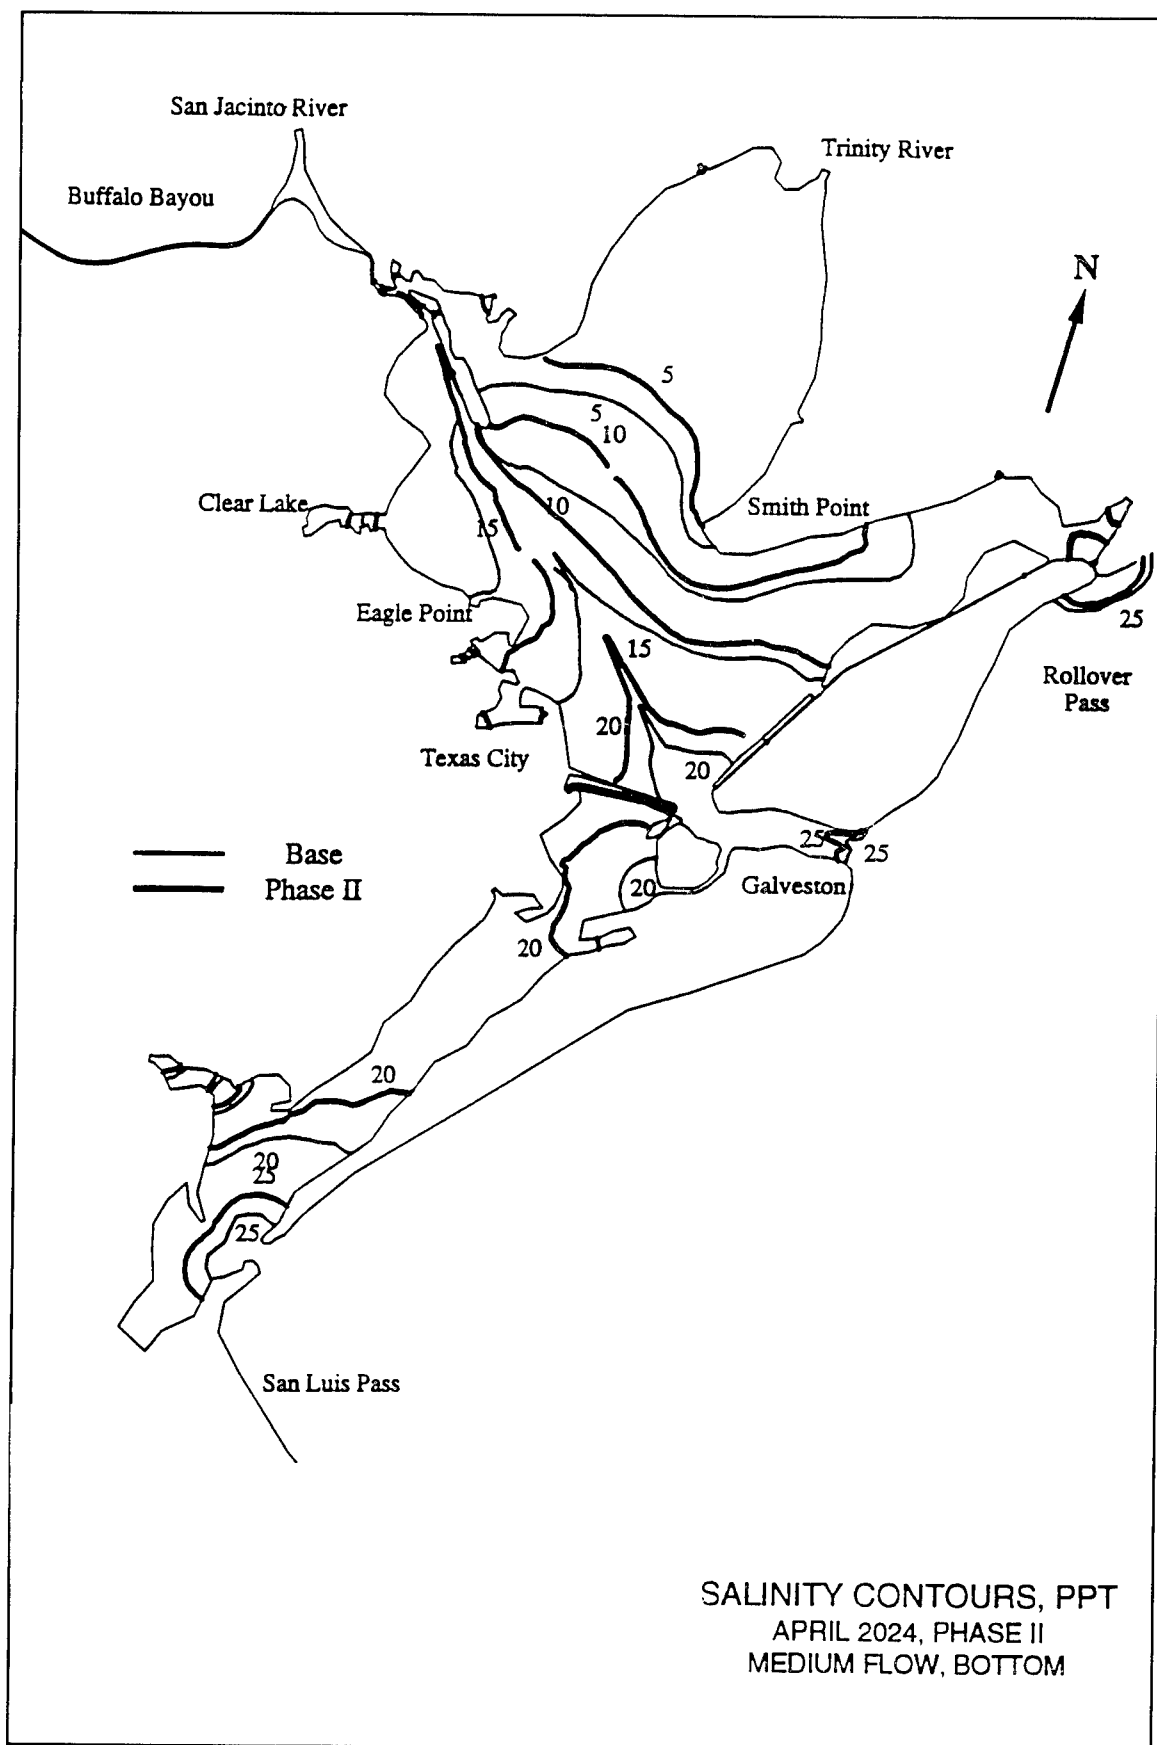 San Jacinto River
Trinity River
Buffalo Bayou
N
5
5
10
Clear Lake
10
Smith Point
15
Eagle Point
25
15
Rollover
Pass
20
Texas City
20
25
25
Base
Phase II
20
Galveston
20
20
20
25
25
San Luis Pass
SALINITY CONTOURS, PPT
APRIL 2024, PHASE II
MEDIUM FLOW, BOTTOM